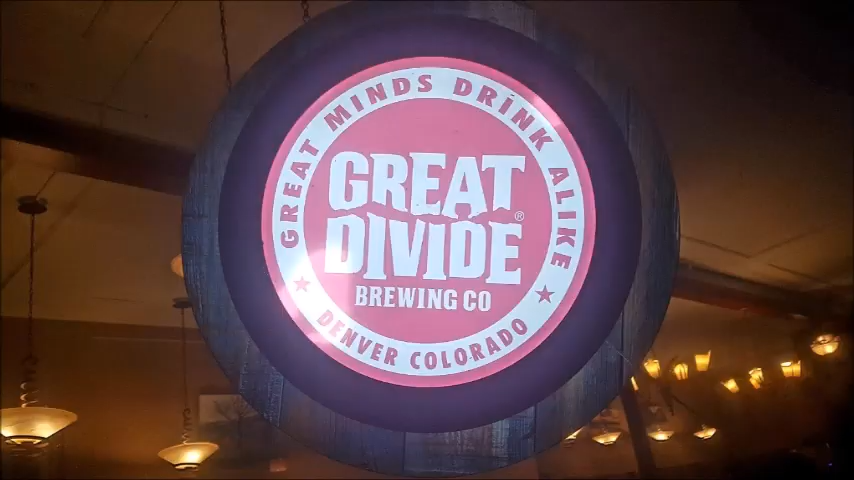 GREAT MINDS DRINK ALIKE
GREAT
DIVIDE®
BREWING CO
★ DENVER COLORADO ★